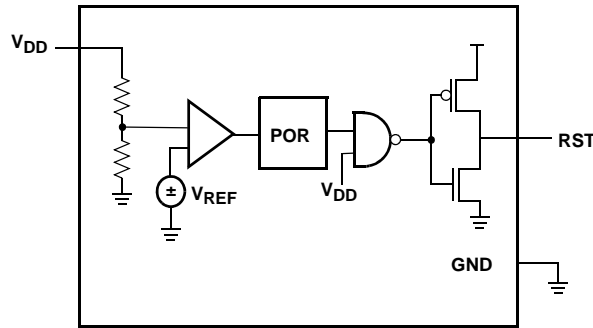 VDD
POR
RST
±
VREF
VDD
GND